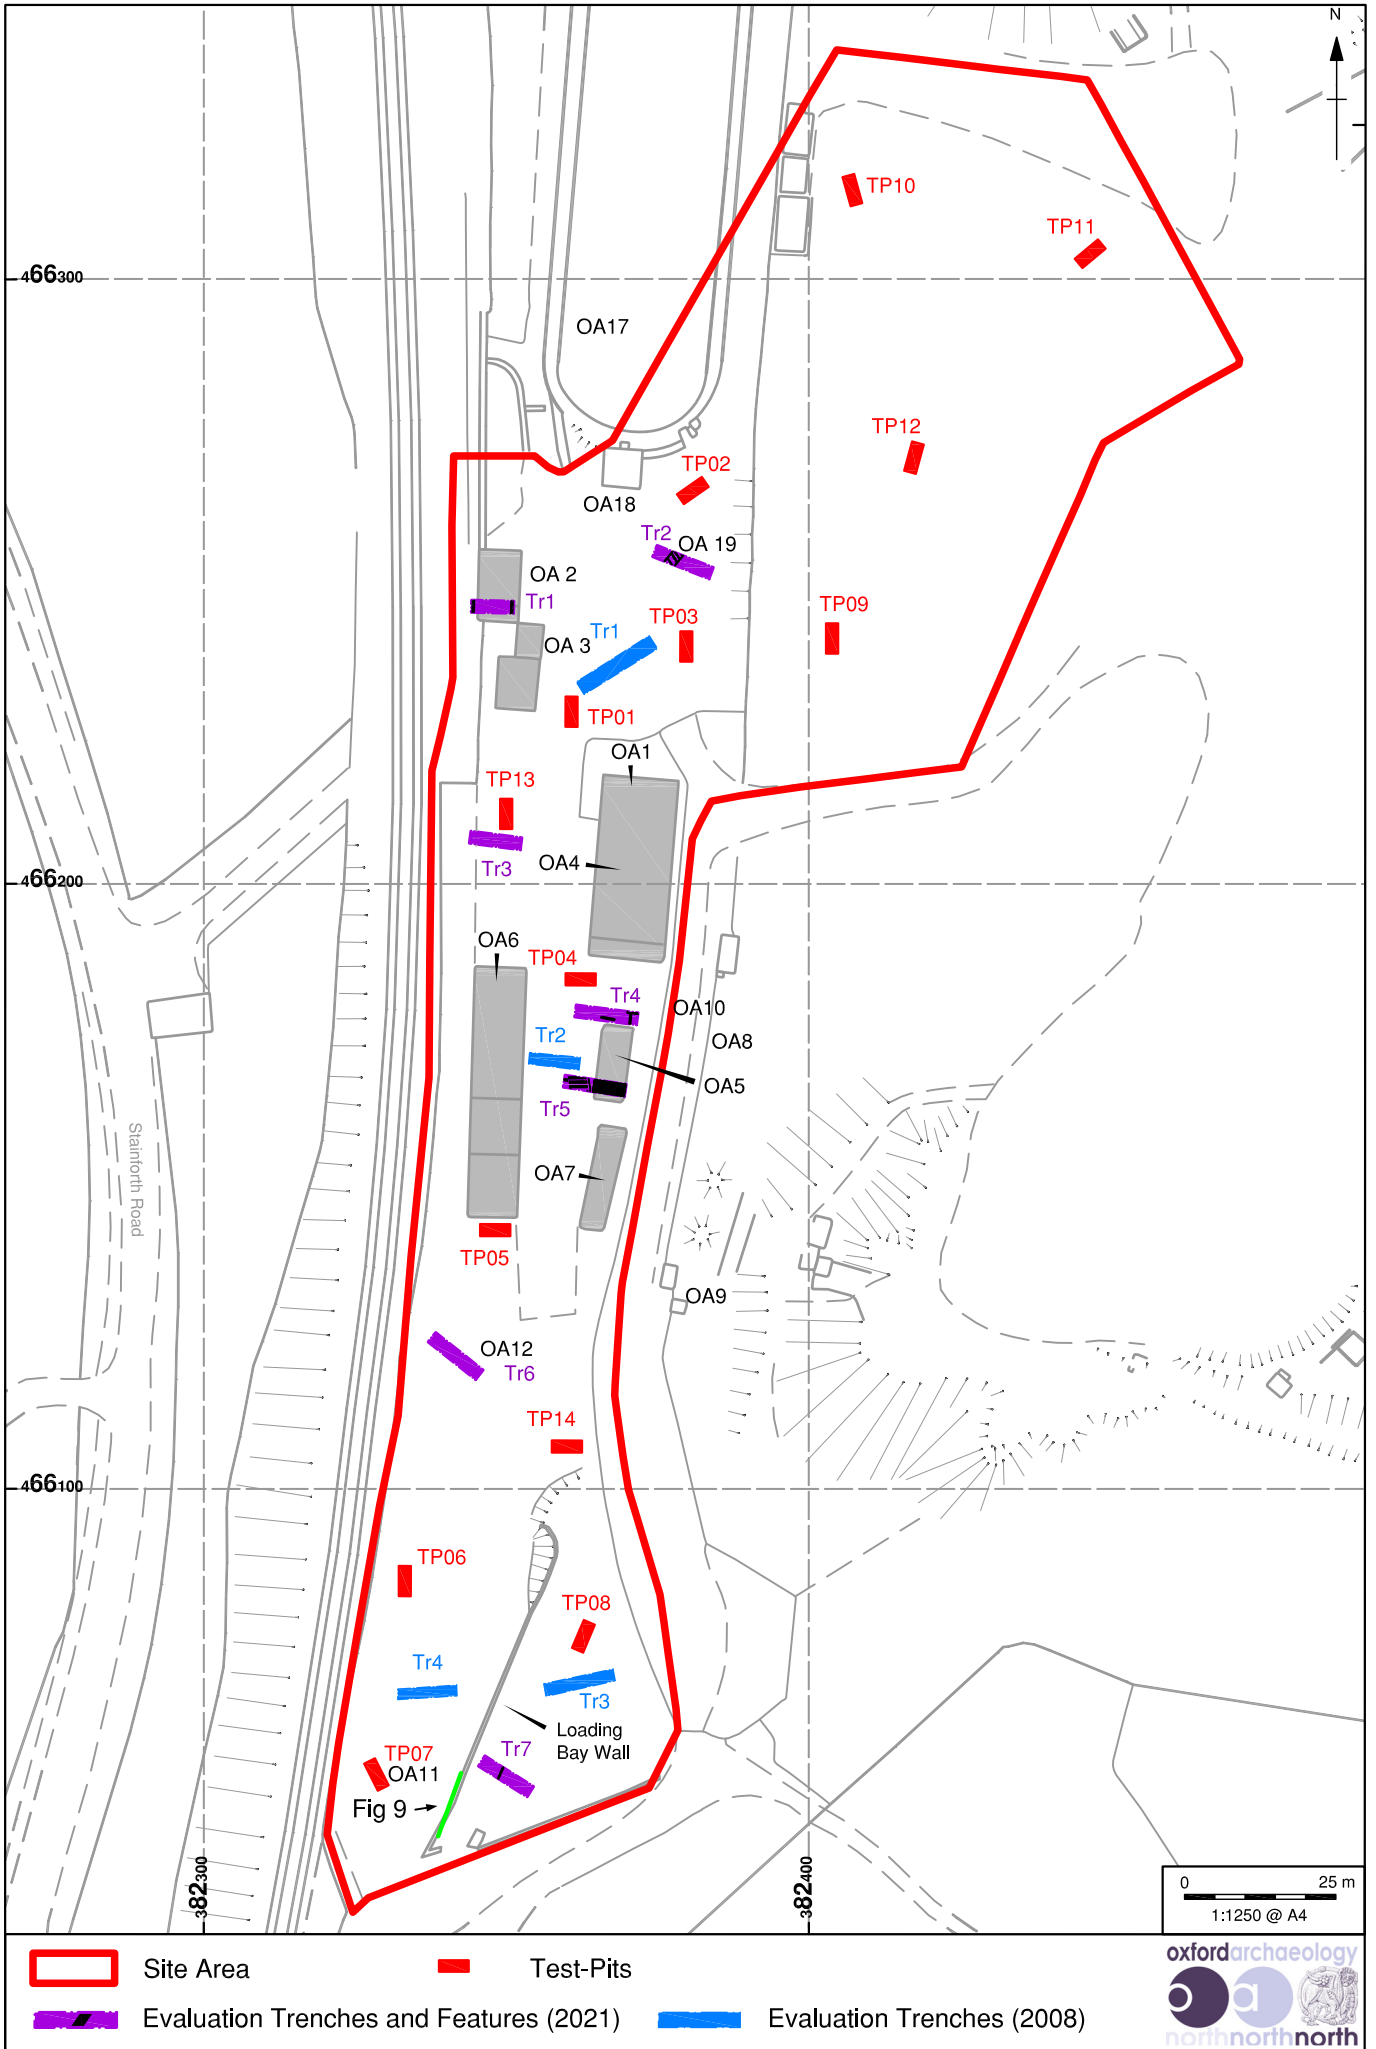 N
TP10
TP11
466300
OA17
TP12
TP02
OA18
Tr2
OA 19
OA 2
Tr1
TP09
TP03
Tr1
OA 3
TP01
OA1
TP13
OA4
Tr3
466200
OA6
TP04
Tr4
OA10
Tr2
OA8
OA5
Tr5
Stainforth Road
OA7
TP05
OA9
OA12
Tr6
TP14
466100
TP06
TP08
Tr4
Tr3
Loading
Bay Wall
Tr7
TP07
OA11
Fig 9
382300
382400
0 25 m
1:1250 @ A4
Site Area
Test-Pits
Evaluation Trenches and Features (2021)
Evaluation Trenches (2008)
oxfordarchaeology
o a
northnorthnorth